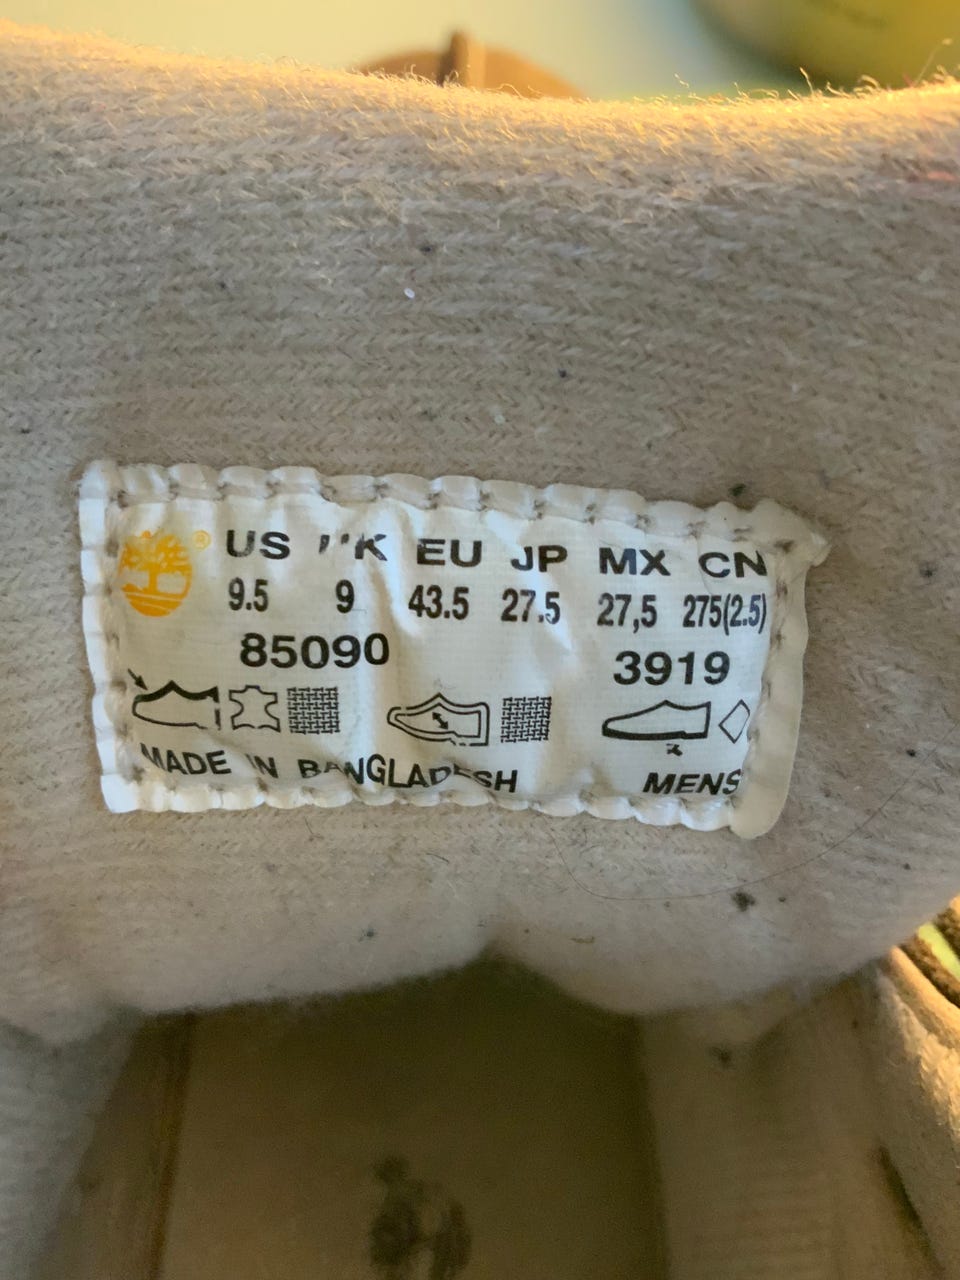 ® US UK EU JP MX CN
9.5 9 43.5 27.5 27,5 275(2.5)
85090 3919
MADE IN BANGLADESH MENS